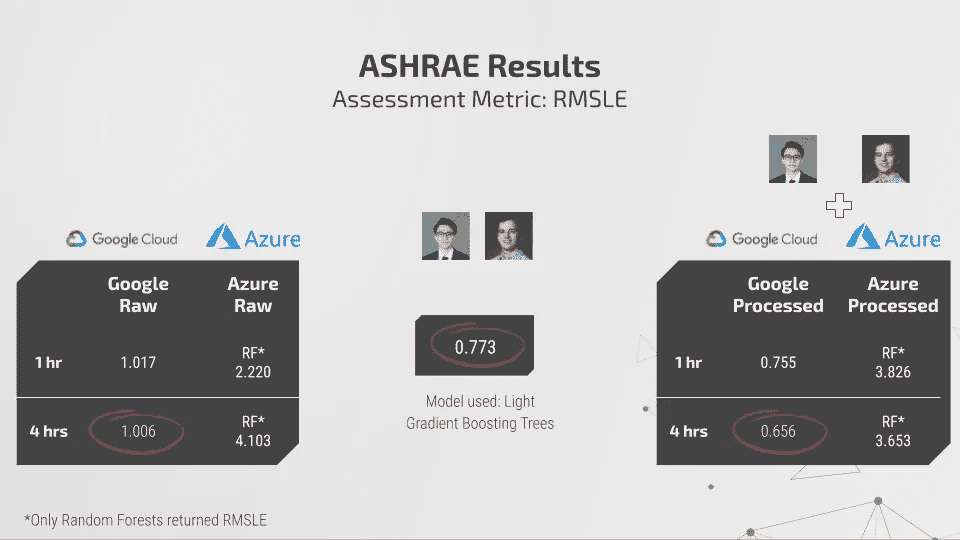 ASHRAE Results
Assessment Metric: RMSLE
Google Cloud
Azure
Google Raw
Azure Raw
1 hr
1.017
RF* 2.220
4 hrs
1.006
RF* 4.103
0.773
Model used: Light
Gradient Boosting Trees
Google Cloud
Azure
Google Processed
Azure Processed
1 hr
0.755
RF* 3.826
4 hrs
0.656
RF* 3.653
*Only Random Forests returned RMSLE